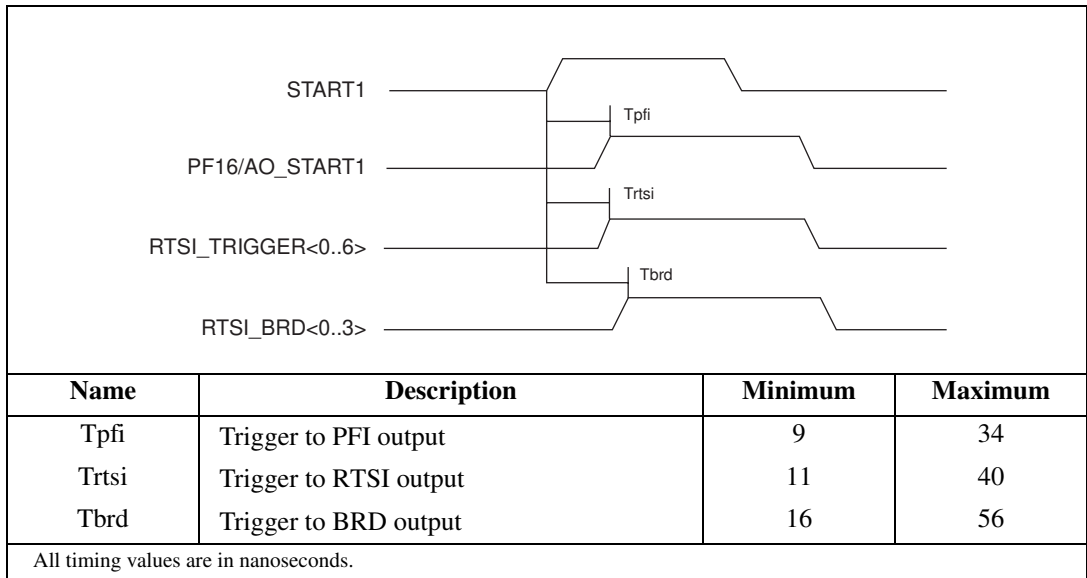 START1
Tpfi
PF16/AO_START1
Trtsi
RTSI_TRIGGER<0..6>
Tbrd
RTSI_BRD<0..3>
Name Description Minimum Maximum
Tpfi Trigger to PFI output 9 34
Trtsi Trigger to RTSI output 11 40
Tbrd Trigger to BRD output 16 56
All timing values are in nanoseconds.